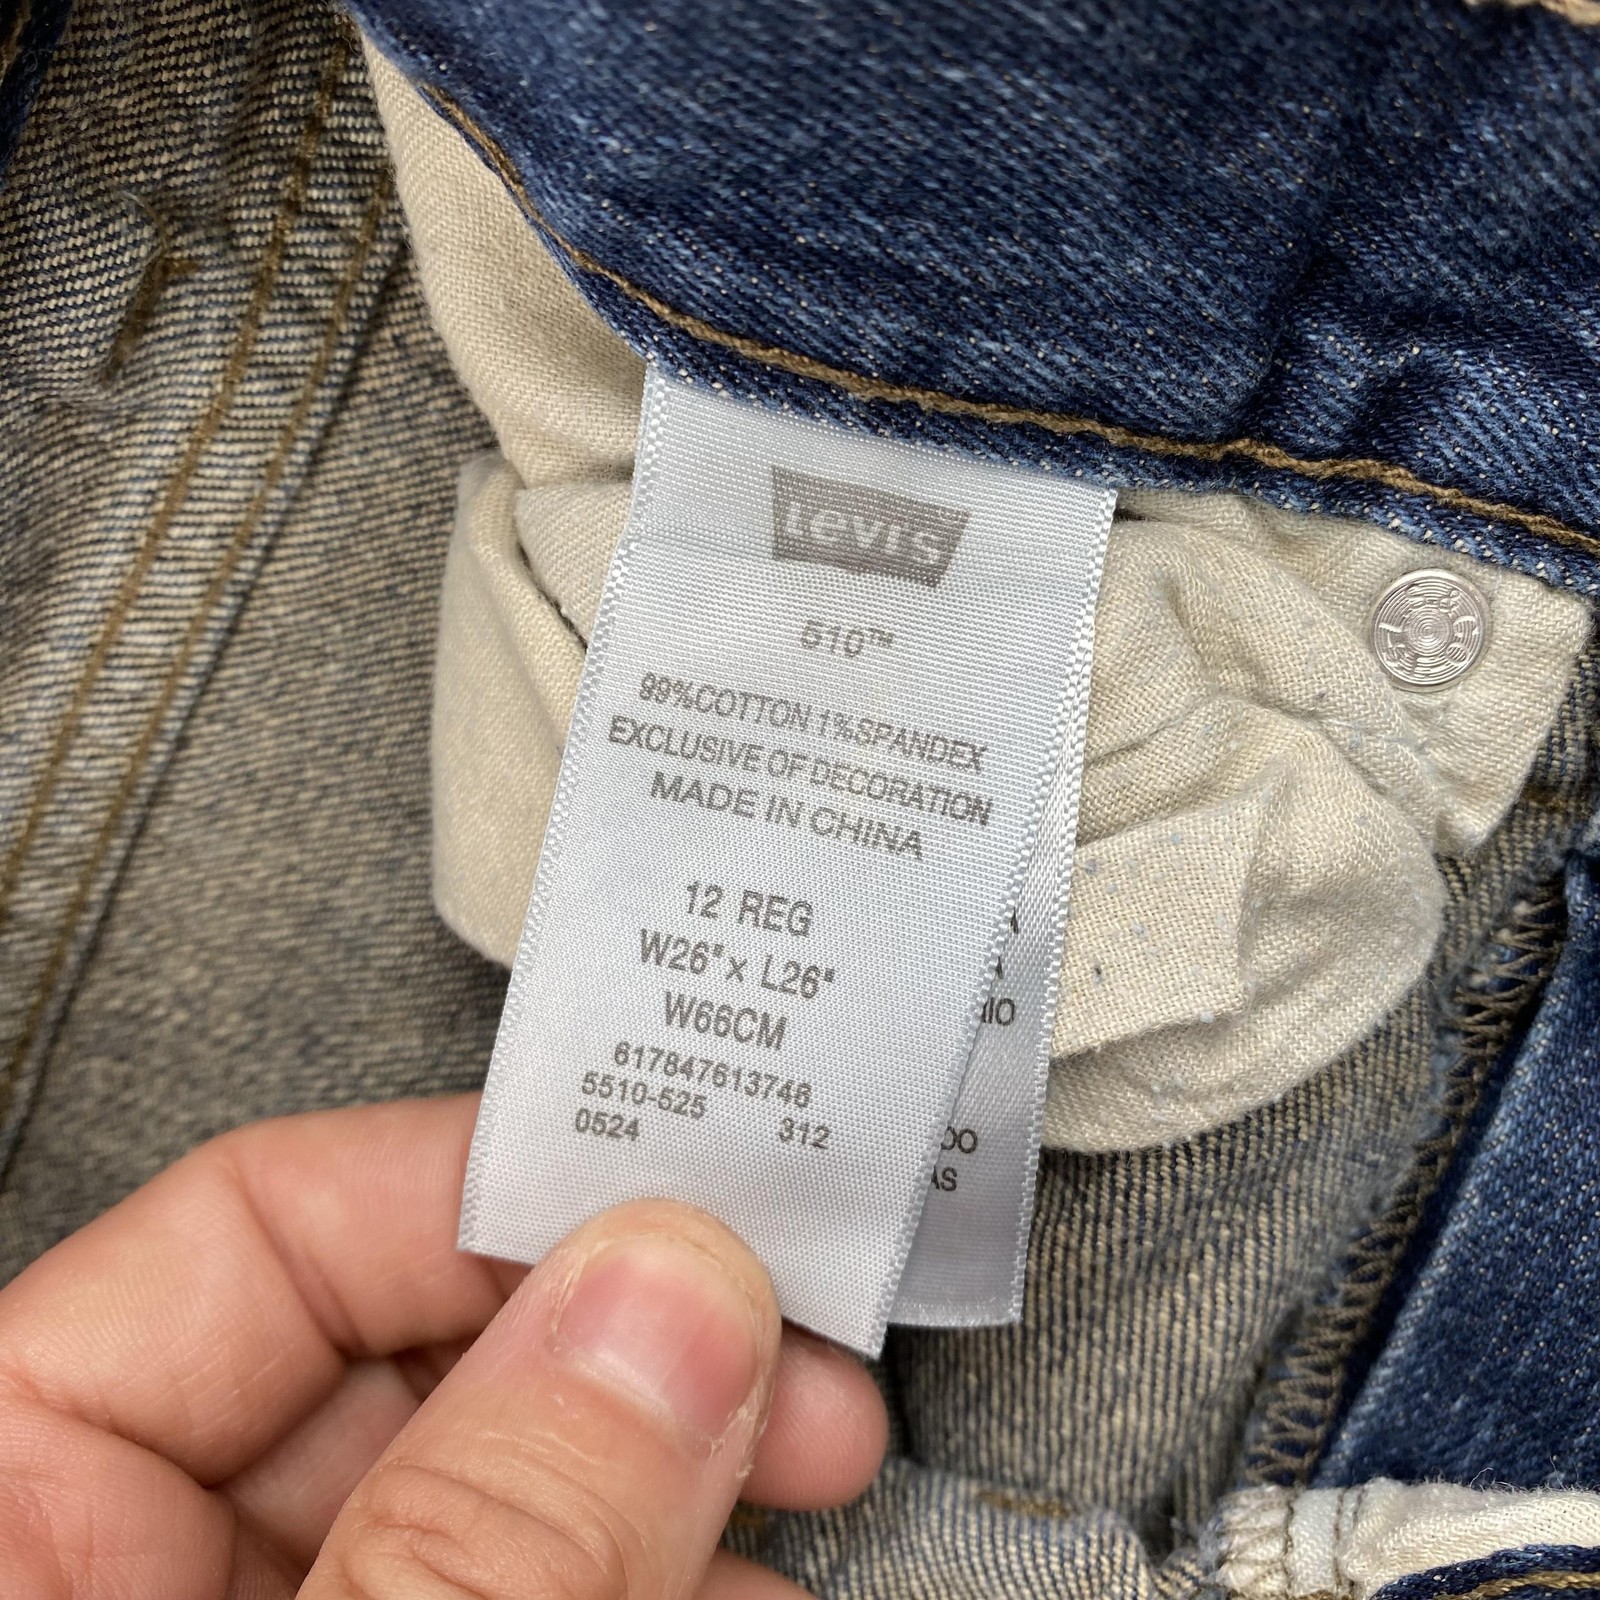 Levi's
510™
99%COTTON 1%SPANDEX
EXCLUSIVE OF DECORATION
MADE IN CHINA
12 REG
W26" x L26"
W66CM
617847613746
5510-525
0524 312